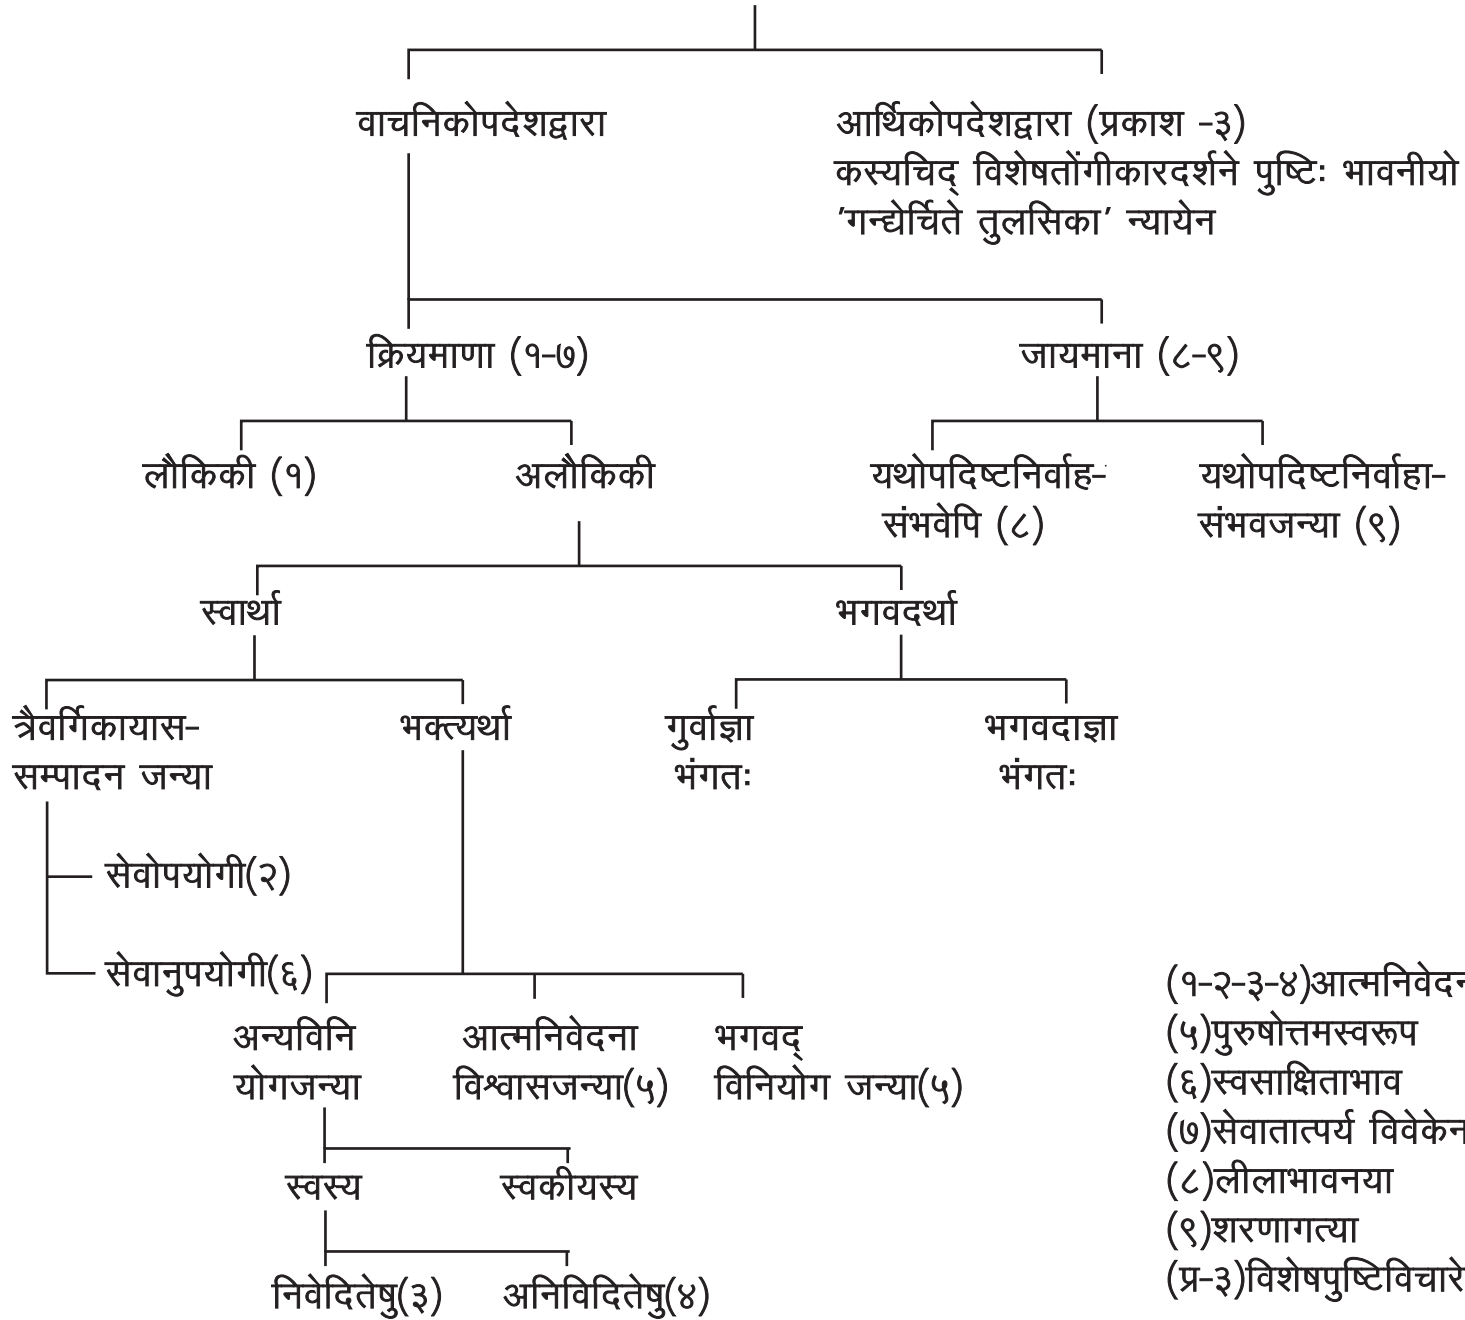 वाचनिकोपदेशद्वारा
आर्थिकोपदेशद्वारा (प्रकाश -३)
कस्यचिद् विशेषतोंगीकारदर्शने पुष्टिः भावनीयो
'गन्द्येर्चिते तुलसिका' न्यायेन
क्रियमाणा (१-७)
जायमाना (८-९)
लौकिकी (१)
अलौकिकी
यथोपदिष्टनिर्वाह-
संभवेपि (८)
यथोपदिष्टनिर्वाहा-
संभवजन्या (९)
स्वार्था
भगवदर्था
त्रैवर्गिकायास-
सम्पादन जन्या
भक्त्यर्था
गुर्वाज्ञा
भंगतः
भगवदाज्ञा
भंगतः
सेवोपयोगी(२)
सेवानुपयोगी(६)
अन्यविनि
योगजन्या
आत्मनिवेदना
विश्वासजन्या(५)
भगवद्
विनियोग जन्या(५)
स्वस्य
स्वकीयस्य
निवेदितेषु(३)
अनिविदितेषु(४)
(१-२-३-४)आत्मनिवेदन
(५)पुरुषोत्तमस्वरूप
(६)स्वसाक्षिताभाव
(७)सेवातात्पर्य विवेकेन
(८)लीलाभावनया
(९)शरणागत्या
(प्र-३)विशेषपुष्टिविचारे